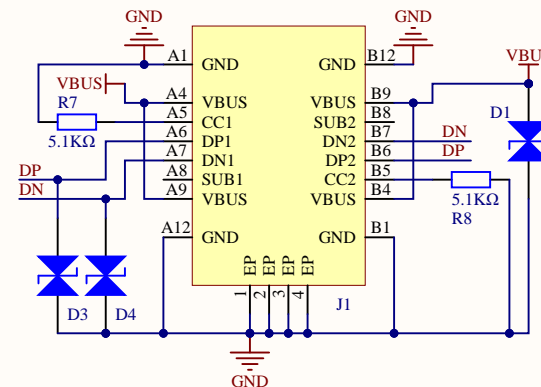 GND
GND
A1
GND
GND
B12
VBUS
VBUS
A4
VBUS
VBUS
B9
R7
A5
CC1
SUB2
B8
D1
5.1KΩ
A6
DP1
DN2
B7
DN
DP
A7
DN1
DP2
B6
DP
DN
A8
SUB1
CC2
B5
A9
VBUS
VBUS
B4
5.1KΩ
R8
A12
GND
GND
B1
EP
EP
EP
EP
D3
D4
1
2
3
4
J1
GND